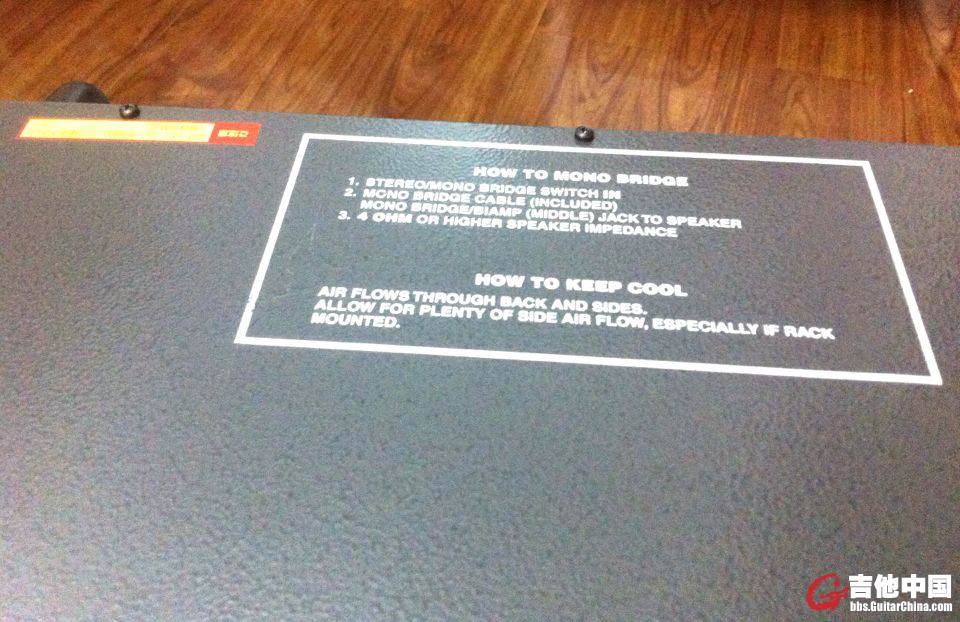 HOW TO MONO BRIDGE
1. STEREO/MONO BRIDGE SWITCH IN
2. MONO BRIDGE CABLE (INCLUDED)
MONO BRIDGE/BIAMP (MIDDLE) JACK TO SPEAKER
3. 4 OHM OR HIGHER SPEAKER IMPEDANCE
HOW TO KEEP COOL
AIR FLOWS THROUGH BACK AND SIDES.
ALLOW FOR PLENTY OF SIDE AIR FLOW, ESPECIALLY IF RACK
MOUNTED.
吉他中国
bbs.GuitarChina.com